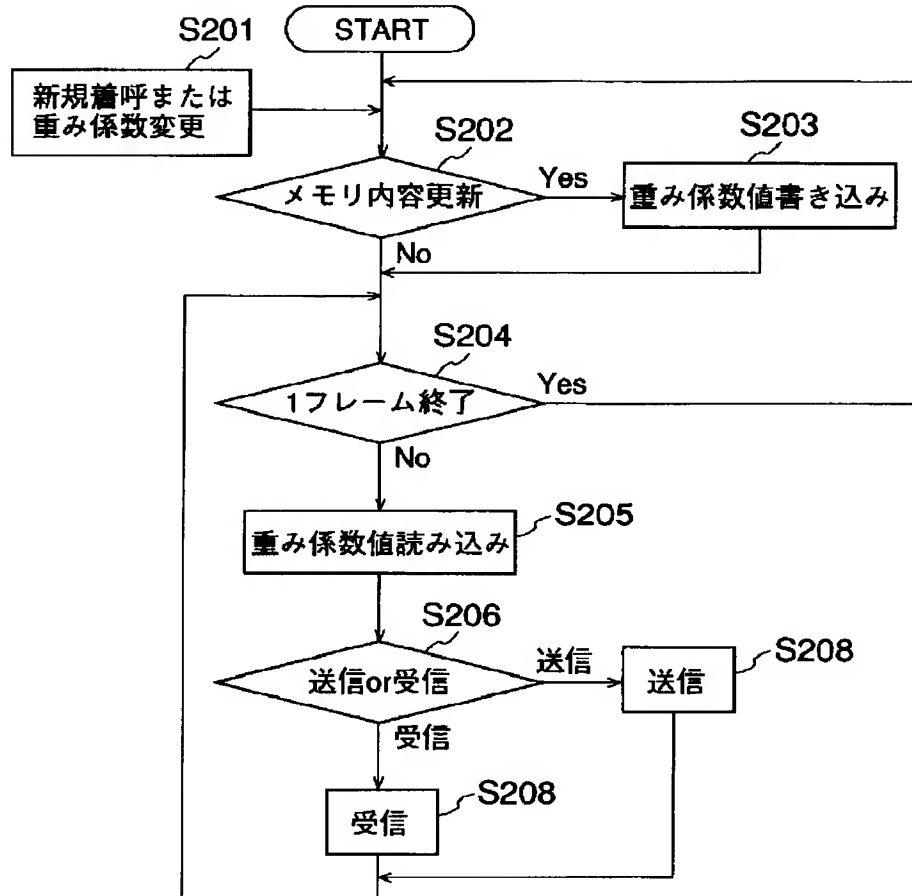 S201
START
新規着呼または
重み係数変更
S202
メモリ内容更新
Yes
S203
重み係数値書き込み
No
S204
1フレーム終了
Yes
No
S205
重み係数値読み込み
S206
送信or受信
送信
S208
送信
受信
S208
受信